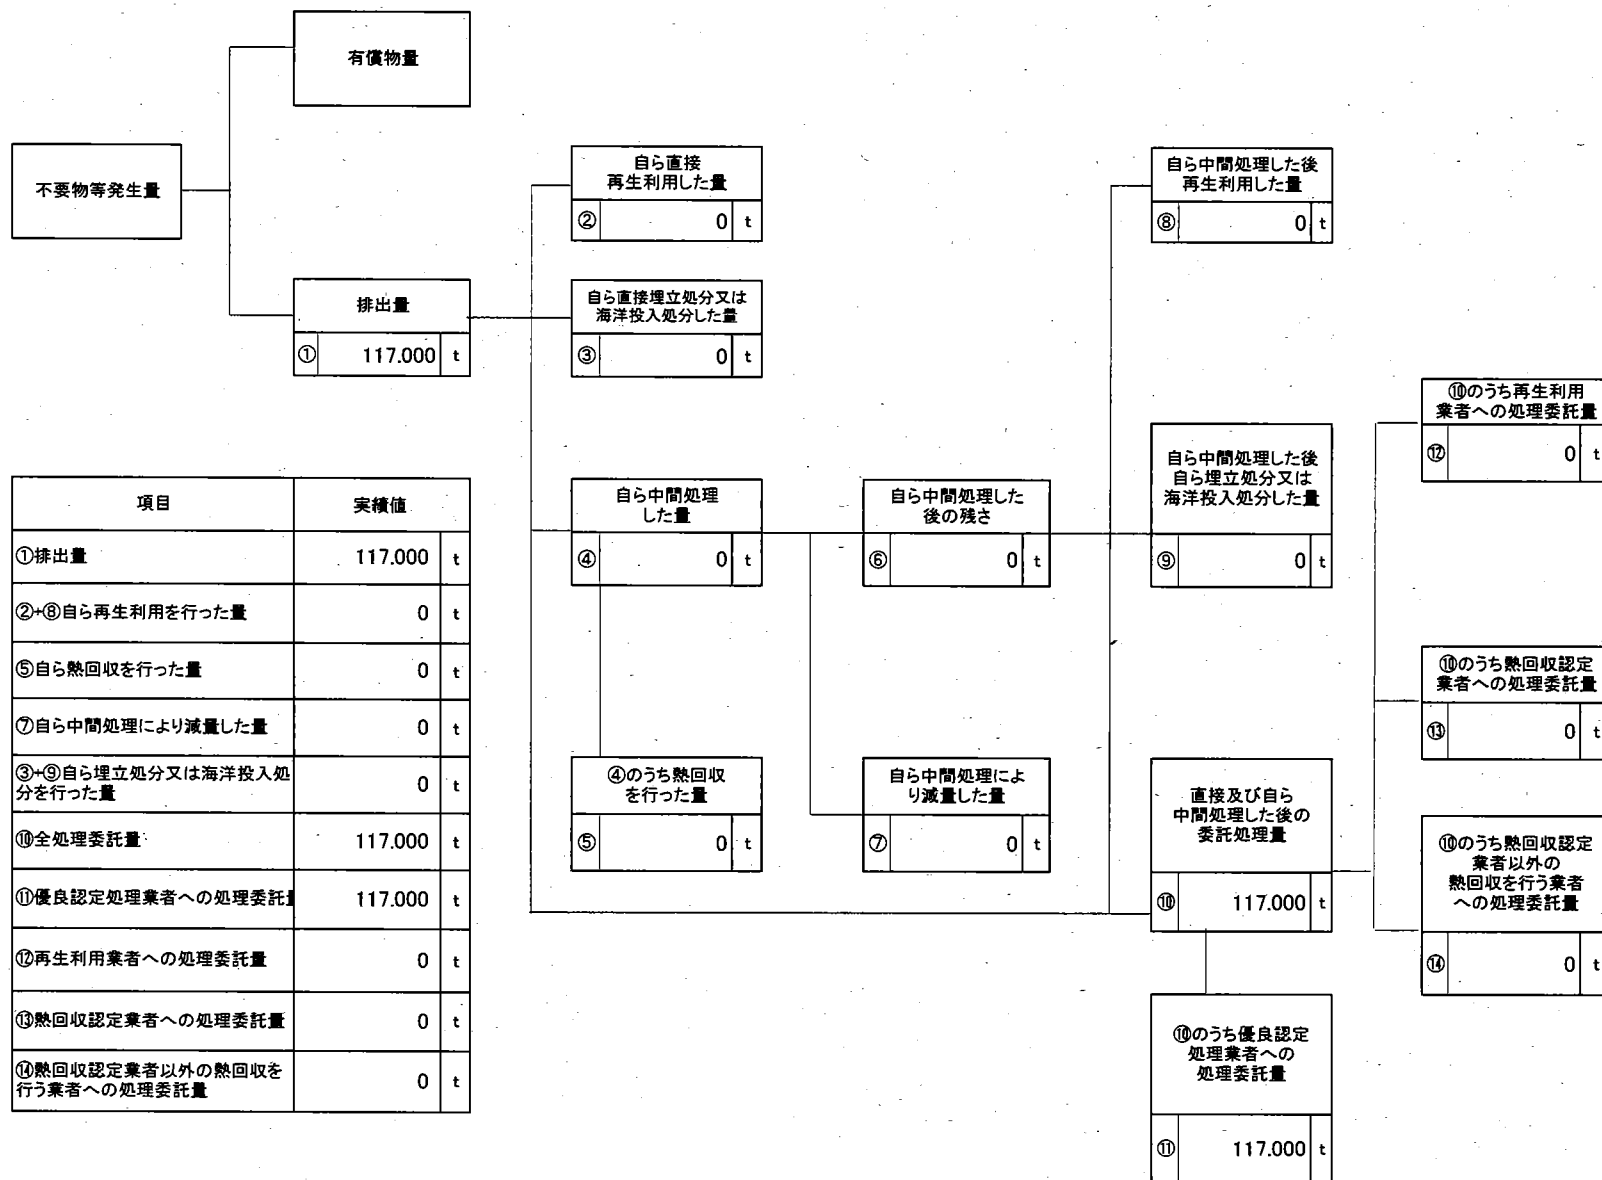 有償物量
不要物等発生量
排出量
① 117.000 t
自ら直接
再生利用した量
② 0 t
自ら直接埋立処分又は
海洋投入処分した量
③ 0 t
自ら中間処理
した量
④ 0 t
④のうち熱回収
を行った量
⑤ 0 t
自ら中間処理した
後の残さ
⑥ 0 t
自ら中間処理によ
り減量した量
⑦ 0 t
自ら中間処理した後
再生利用した量
⑧ 0 t
自ら中間処理した後
自ら埋立処分又は
海洋投入処分した量
⑨ 0 t
直接及び自ら
中間処理した後の
委託処理量
⑩ 117.000 t
⑩のうち優良認定
処理業者への
処理委託量
⑪ 117.000 t
⑩のうち再生利用
業者への処理委託量
⑫ 0 t
⑩のうち熱回収認定
業者への処理委託量
⑬ 0 t
⑩のうち熱回収認定
業者以外の
熱回収を行う業者
への処理委託量
⑭ 0 t
項目 実績値
①排出量 117.000 t
②+⑧自ら再生利用を行った量 0 t
⑤自ら熱回収を行った量 0 t
⑦自ら中間処理により減量した量 0 t
③+⑨自ら埋立処分又は海洋投入処
分を行った量 0 t
⑩全処理委託量 117.000 t
⑪優良認定処理業者への処理委託 117.000 t
⑫再生利用業者への処理委託量 0 t
⑬熱回収認定業者への処理委託量 0 t
⑭熱回収認定業者以外の熱回収を
行う業者への処理委託量 0 t